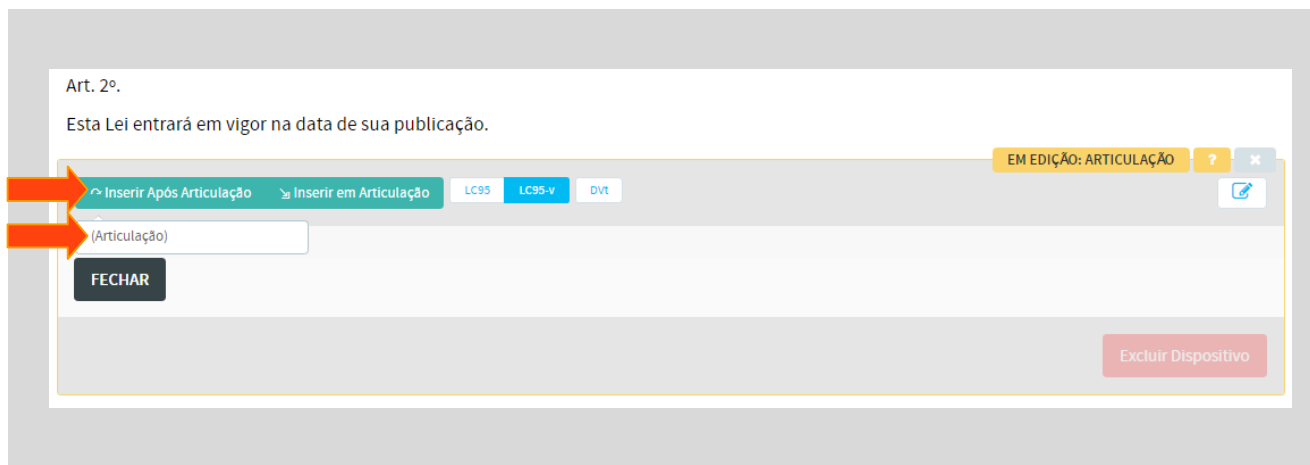 Art. 2º.
Esta Lei entrará em vigor na data de sua publicação.
EM EDIÇÃO: ARTICULAÇÃO ? ×
Inserir Após Articulação Inserir em Articulação LC95 LC95-v DVt
(Articulação)
FECHAR
Excluir Dispositivo